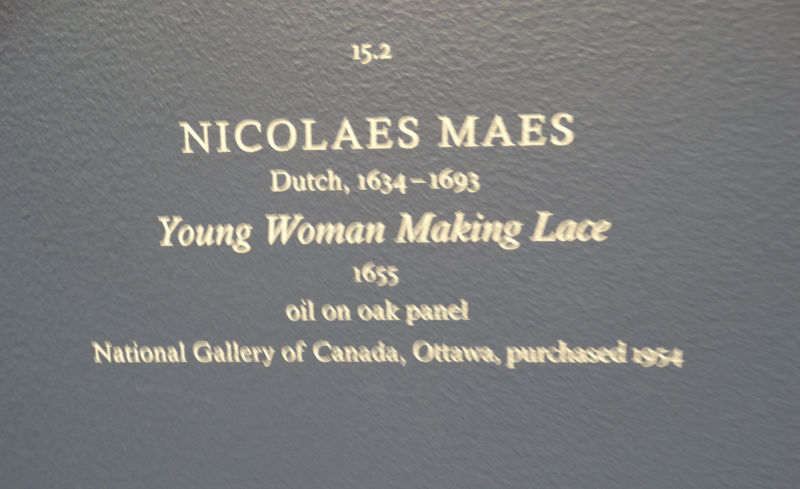 15.2
NICOLAES MAES
Dutch, 1634–1693
Young Woman Making Lace
1655
oil on oak panel
National Gallery of Canada, Ottawa, purchased 1954